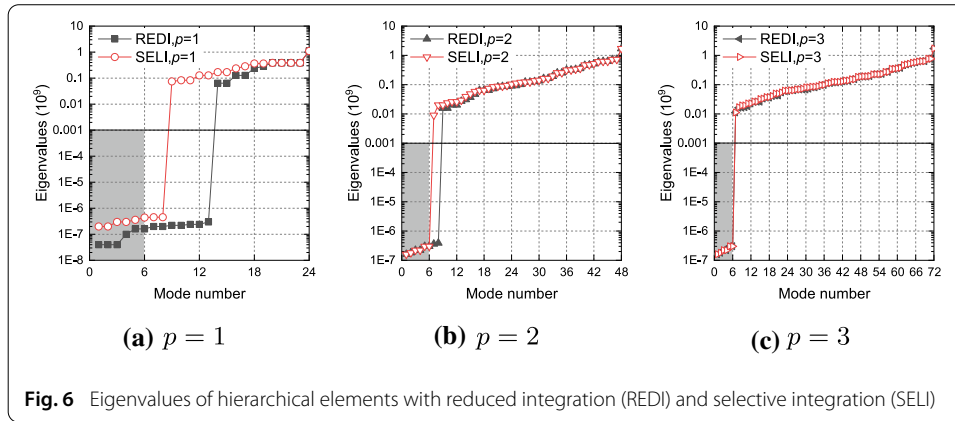 10
1
0.1
0.01
0.001
1E-4
1E-5
1E-6
1E-7
1E-8
Eigenvalues (10⁹)
REDI,p=1
SELI,p=1
0 6 12 18 24
Mode number
(a) p = 1
10
1
0.1
0.01
0.001
1E-4
1E-5
1E-6
1E-7
Eigenvalues (10⁹)
REDI,p=2
SELI,p=2
0 6 12 18 24 30 36 42 48
Mode number
(b) p = 2
10
1
0.1
0.01
0.001
1E-4
1E-5
1E-6
1E-7
Eigenvalues (10⁹)
REDI,p=3
SELI,p=3
0 6 12 18 24 30 36 42 48 54 60 66 72
Mode number
(c) p = 3
Fig. 6 Eigenvalues of hierarchical elements with reduced integration (REDI) and selective integration (SELI)